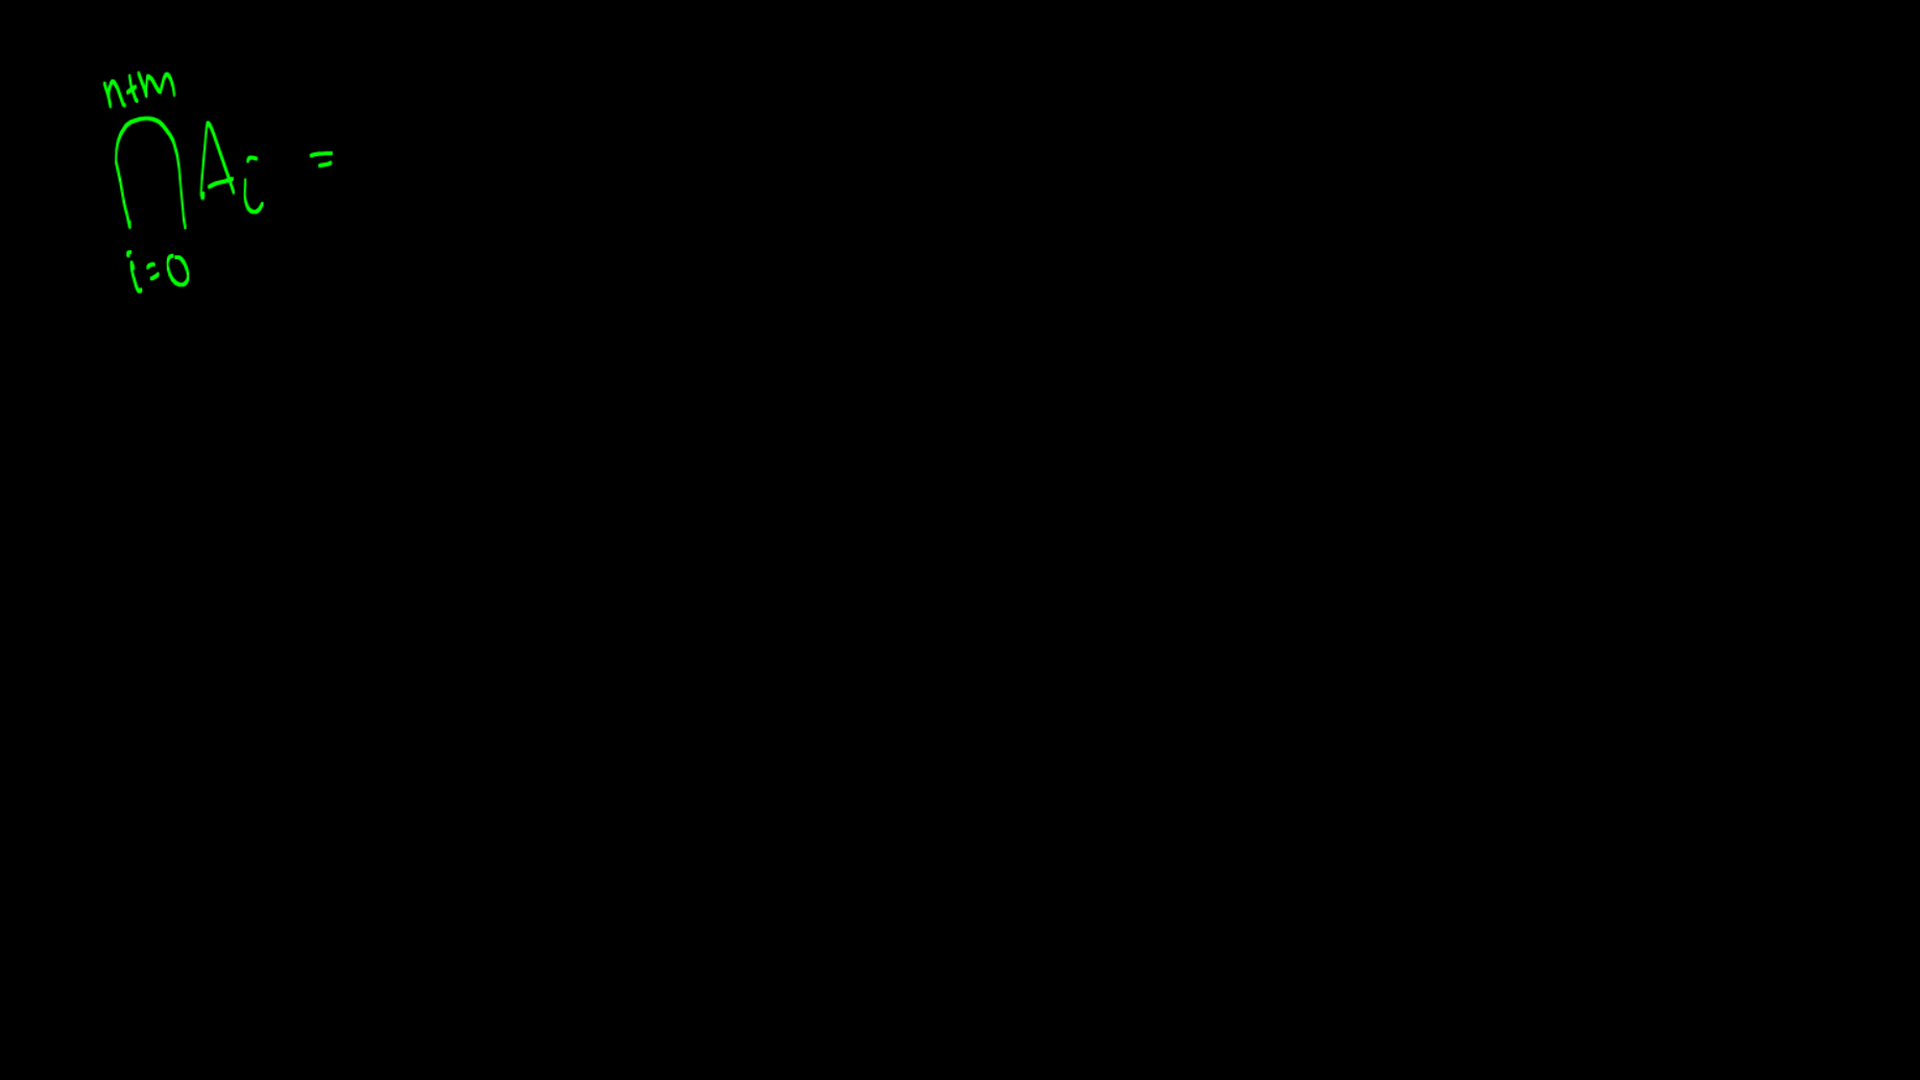 n+m
⋂ A_i =
i=0